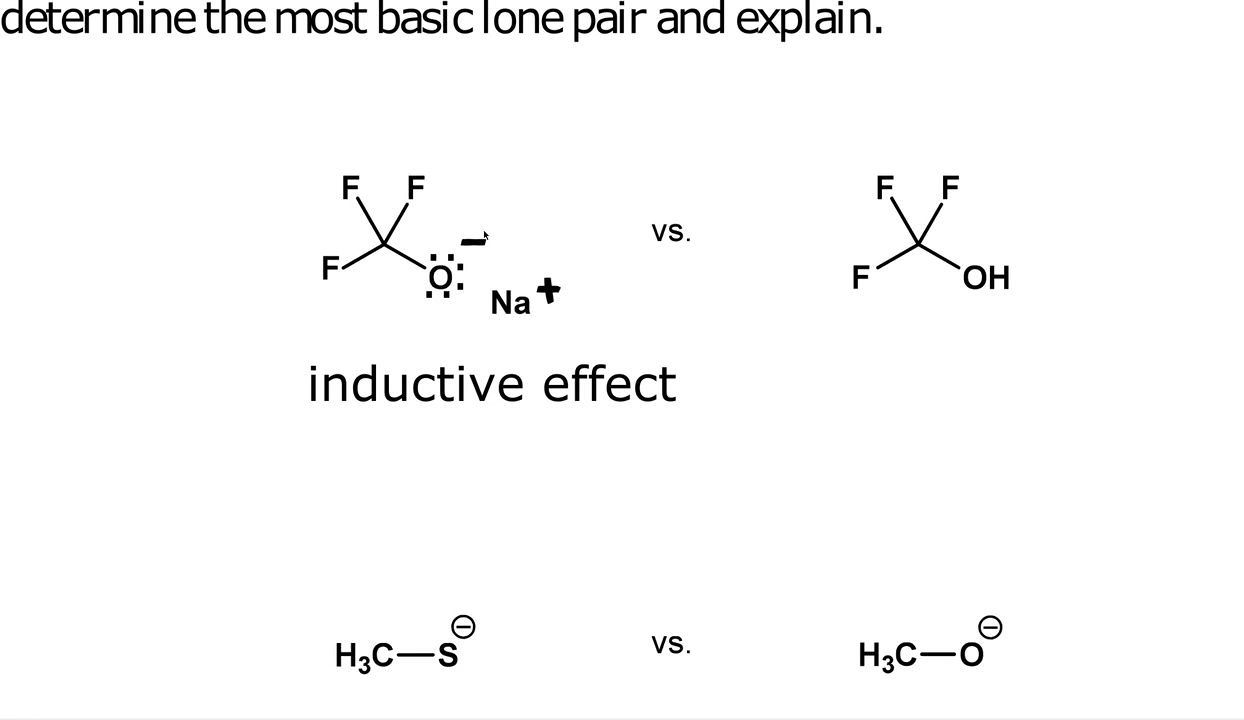 determine the most basic lone pair and explain.
F F F F
vs.
F O: − F OH
Na +
inductive effect
H₃C—S⊖ vs. H₃C—O⊖